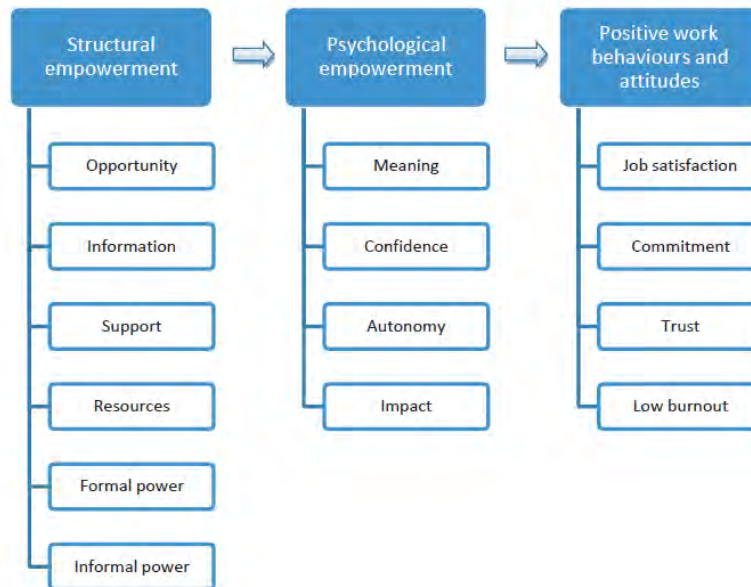 Structural
empowerment
Psychological
empowerment
Positive work
behaviours and
attitudes
Opportunity
Information
Support
Resources
Formal power
Informal power
Meaning
Confidence
Autonomy
Impact
Job satisfaction
Commitment
Trust
Low burnout